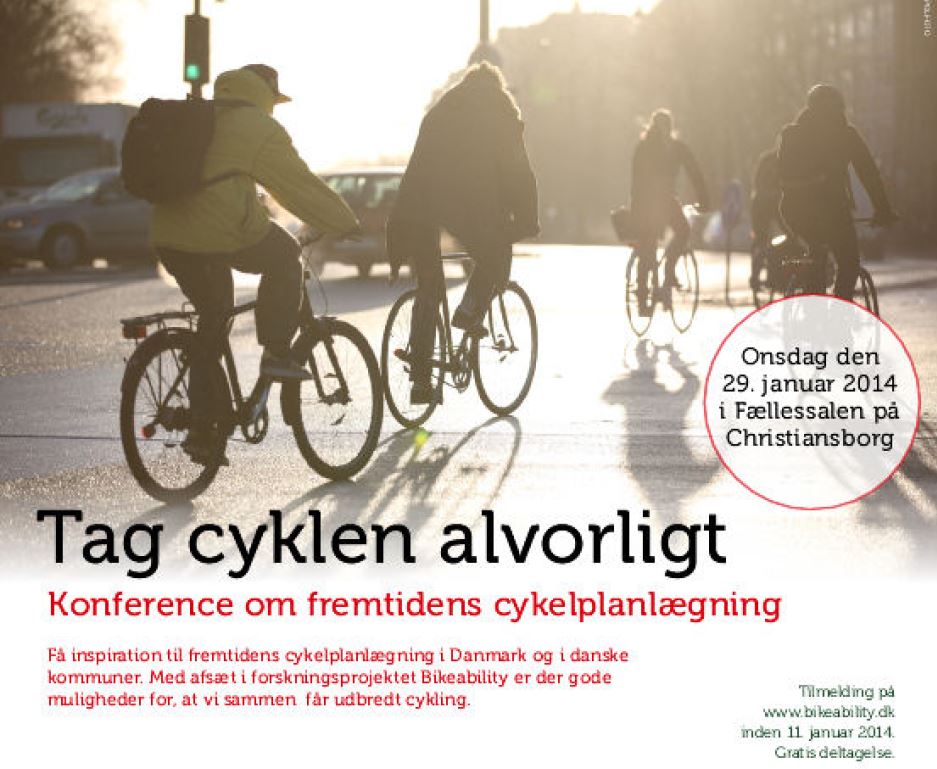 Carlsberg
Onsdag den
29. januar 2014
i Fællessalen på
Christiansborg
Tag cyklen alvorligt
Konference om fremtidens cykelplanlægning
Få inspiration til fremtidens cykelplanlægning i Danmark og i danske
kommuner. Med afsæt i forskningsprojektet Bikeability er der gode
muligheder for, at vi sammen får udbredt cykling.
Tilmelding på
www.bikeability.dk
inden 11. januar 2014.
Gratis deltagelse.